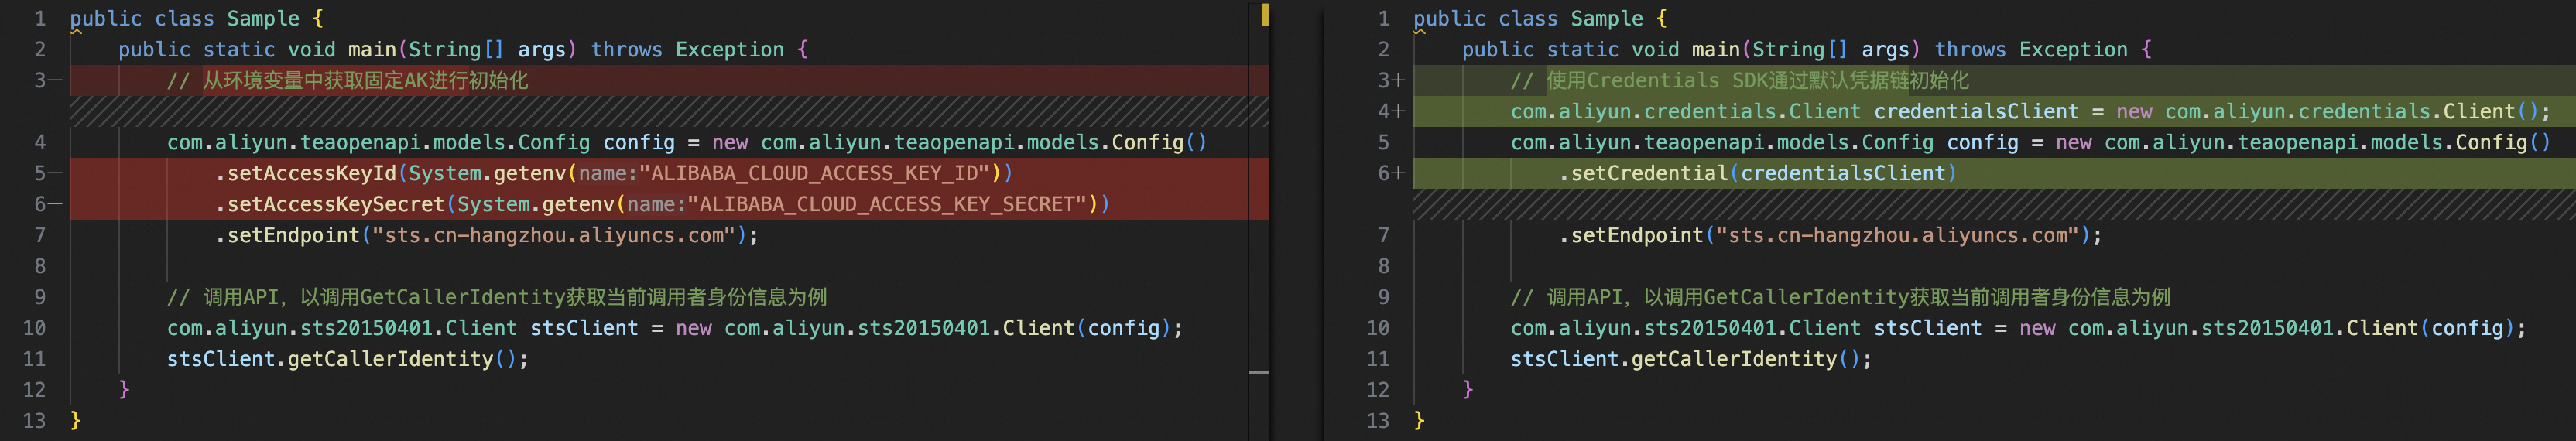 1 public class Sample {
2 public static void main(String[] args) throws Exception {
3— // 从环境变量中获取固定AK进行初始化
4 com.aliyun.teaopenapi.models.Config config = new com.aliyun.teaopenapi.models.Config()
5— .setAccessKeyId(System.getenv(name:"ALIBABA_CLOUD_ACCESS_KEY_ID"))
6— .setAccessKeySecret(System.getenv(name:"ALIBABA_CLOUD_ACCESS_KEY_SECRET"))
7 .setEndpoint("sts.cn-hangzhou.aliyuncs.com");
8
9 // 调用API，以调用GetCallerIdentity获取当前调用者身份信息为例
10 com.aliyun.sts20150401.Client stsClient = new com.aliyun.sts20150401.Client(config);
11 stsClient.getCallerIdentity();
12 }
13 }
1 public class Sample {
2 public static void main(String[] args) throws Exception {
3+ // 使用Credentials SDK通过默认凭据链初始化
4+ com.aliyun.credentials.Client credentialsClient = new com.aliyun.credentials.Client();
5 com.aliyun.teaopenapi.models.Config config = new com.aliyun.teaopenapi.models.Config()
6+ .setCredential(credentialsClient)
7 .setEndpoint("sts.cn-hangzhou.aliyuncs.com");
8
9 // 调用API，以调用GetCallerIdentity获取当前调用者身份信息为例
10 com.aliyun.sts20150401.Client stsClient = new com.aliyun.sts20150401.Client(config);
11 stsClient.getCallerIdentity();
12 }
13 }